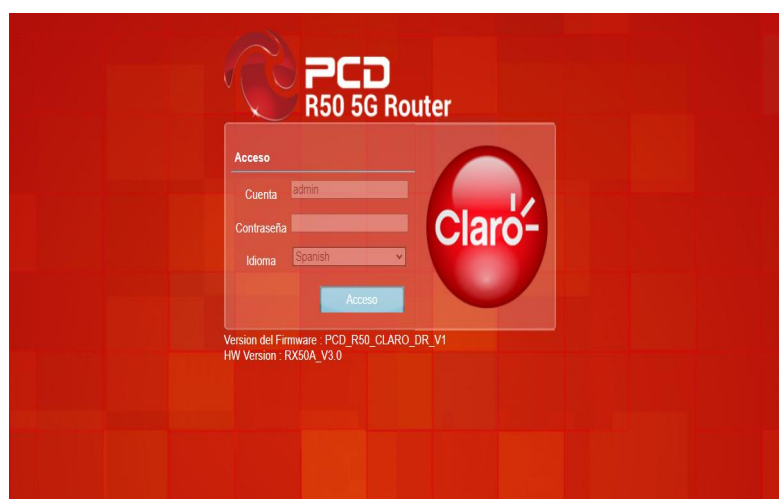 PCD
R50 5G Router
Acceso
Cuenta admin
Contraseña
Idioma Spanish
Acceso
Claro-
Version del Firmware : PCD_R50_CLARO_DR_V1
HW Version : RX50A_V3.0